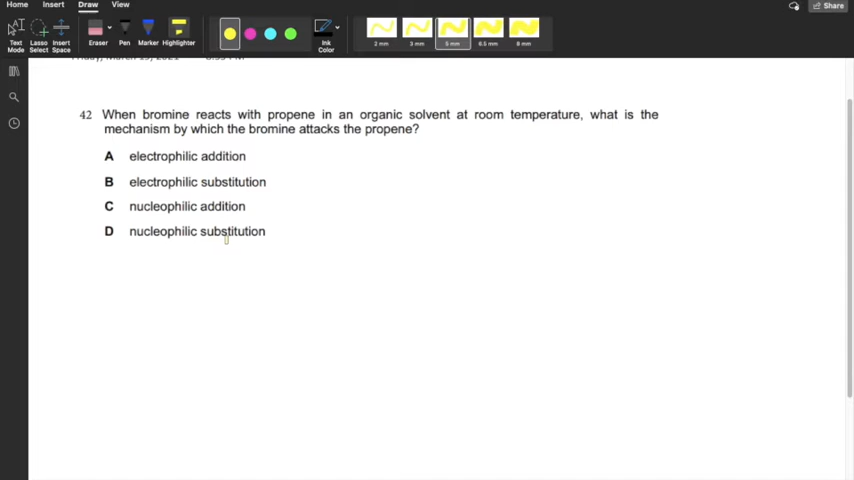 Home Insert Draw View
Share
Text Mode
Lasso Select
Insert Space
Eraser
Pen
Marker
Highlighter
Ink Color
2 mm
3 mm
5 mm
6.5 mm
8 mm
42 When bromine reacts with propene in an organic solvent at room temperature, what is the
mechanism by which the bromine attacks the propene?
A electrophilic addition
B electrophilic substitution
C nucleophilic addition
D nucleophilic substitution